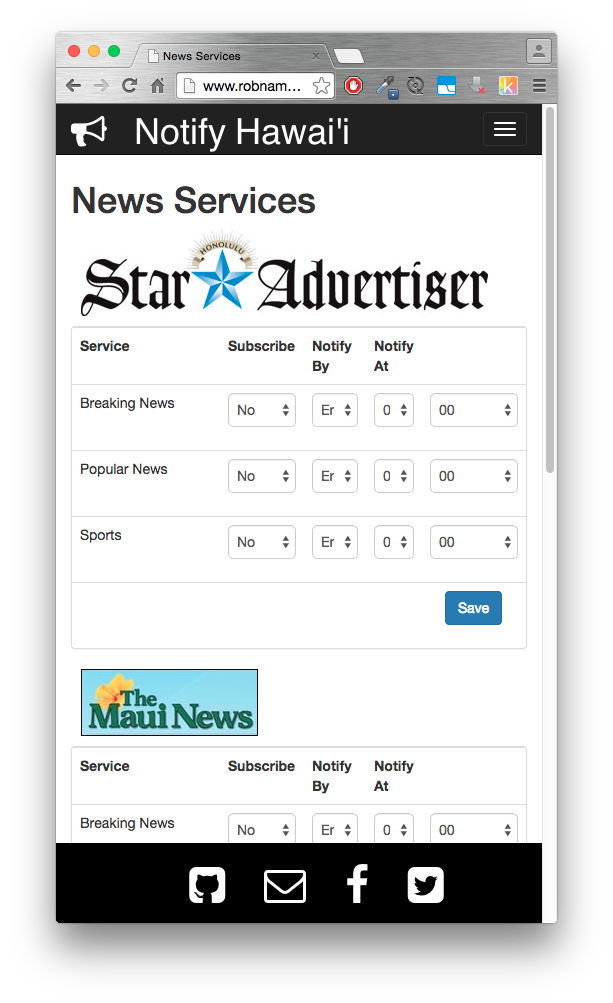 News Services
www.robnam...
Notify Hawai'i
News Services
HONOLULU
Star Advertiser
Service Subscribe Notify By Notify At
Breaking News No Er 0 00
Popular News No Er 0 00
Sports No Er 0 00
Save
The
Maui News
Service Subscribe Notify By Notify At
Breaking News No Er 0 00